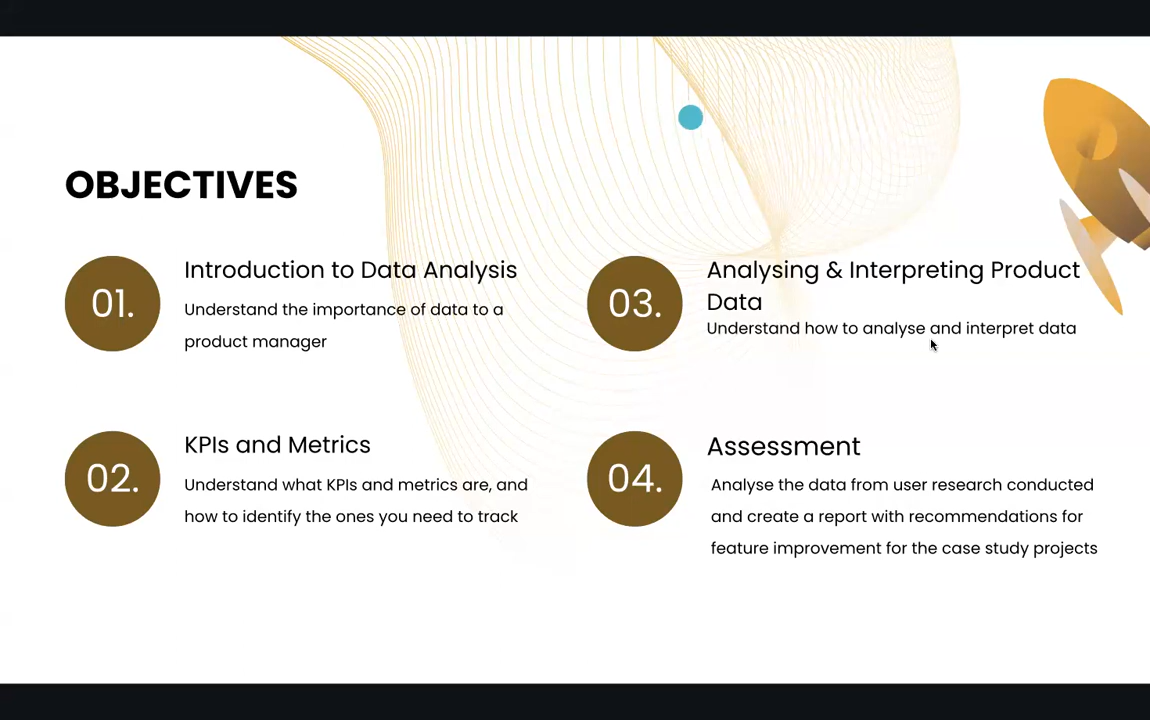 OBJECTIVES
01.
Introduction to Data Analysis
Understand the importance of data to a
product manager
02.
KPIs and Metrics
Understand what KPIs and metrics are, and
how to identify the ones you need to track
03.
Analysing & Interpreting Product
Data
Understand how to analyse and interpret data
04.
Assessment
Analyse the data from user research conducted
and create a report with recommendations for
feature improvement for the case study projects